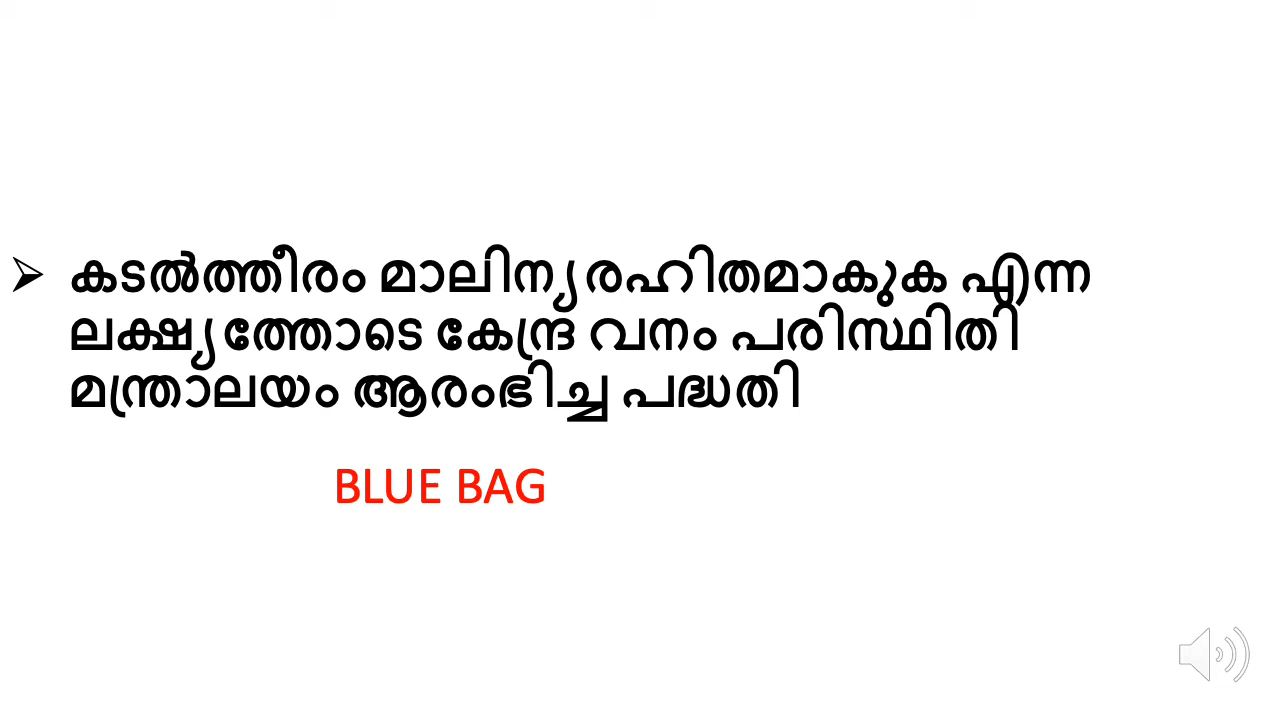 കടൽത്തീരം മാലിന്യരഹിതമാകുക എന്ന
ലക്ഷ്യത്തോടെ കേന്ദ്ര വനം പരിസ്ഥിതി
മന്ത്രാലയം ആരംഭിച്ച പദ്ധതി
BLUE BAG